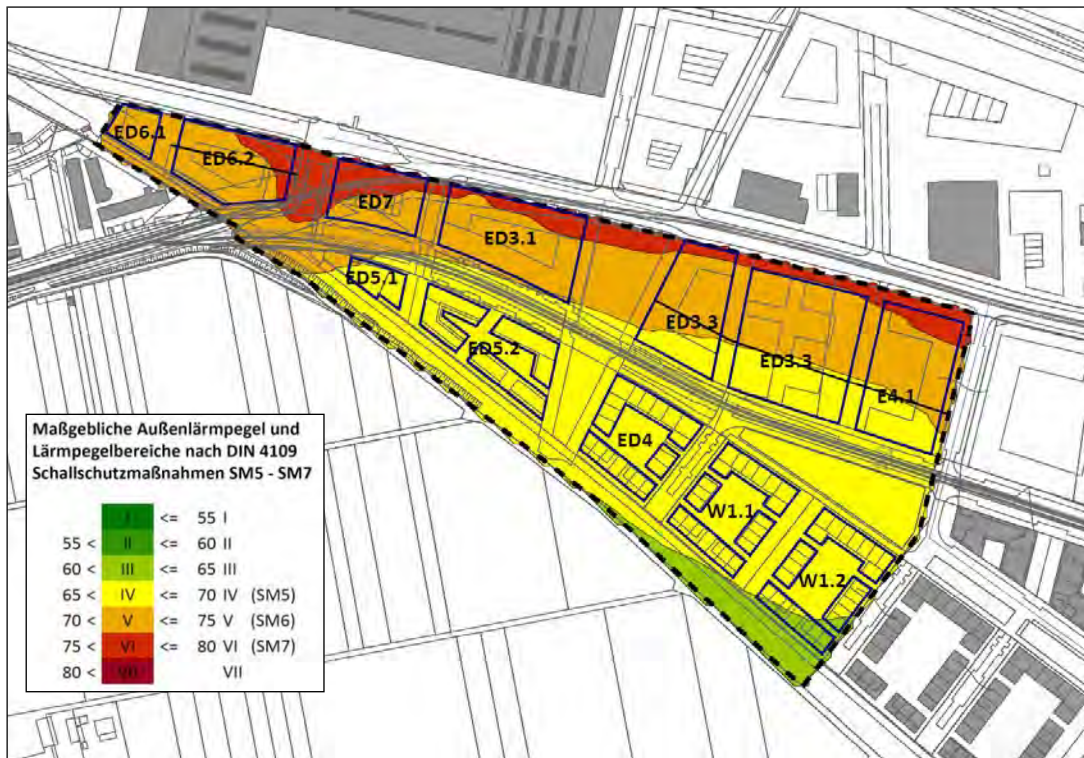 ED6.1
ED6.2
ED7
ED3.1
ED5.1
ED3.3
ED5.2
ED3.3
E4.1
ED4
W1.1
W1.2
Maßgebliche Außenlärmpegel und
Lärmpegelbereiche nach DIN 4109
Schallschutzmaßnahmen SM5 - SM7
I <= 55 I
55 < II <= 60 II
60 < III <= 65 III
65 < IV <= 70 IV (SM5)
70 < V <= 75 V (SM6)
75 < VI <= 80 VI (SM7)
80 < VII VII